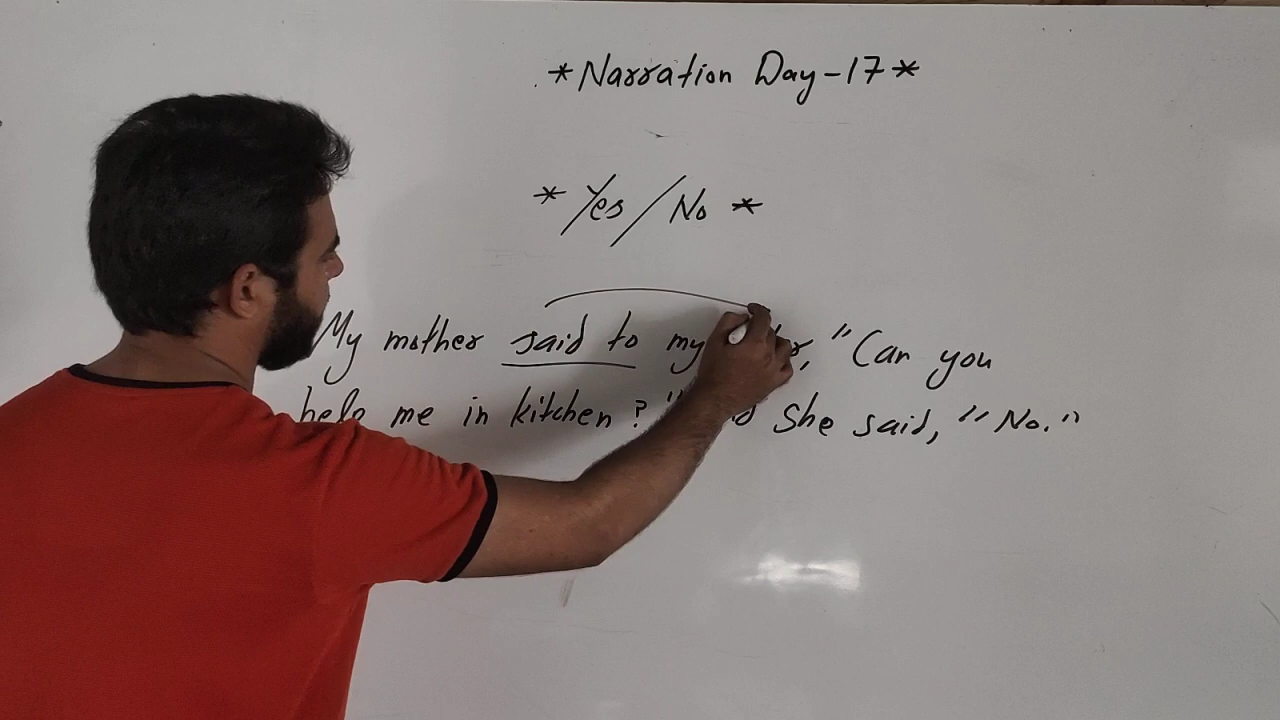 *Narration Day-17*
*Yes/No*
My mother said to my "Can you
help me in kitchen?" She said, "No."